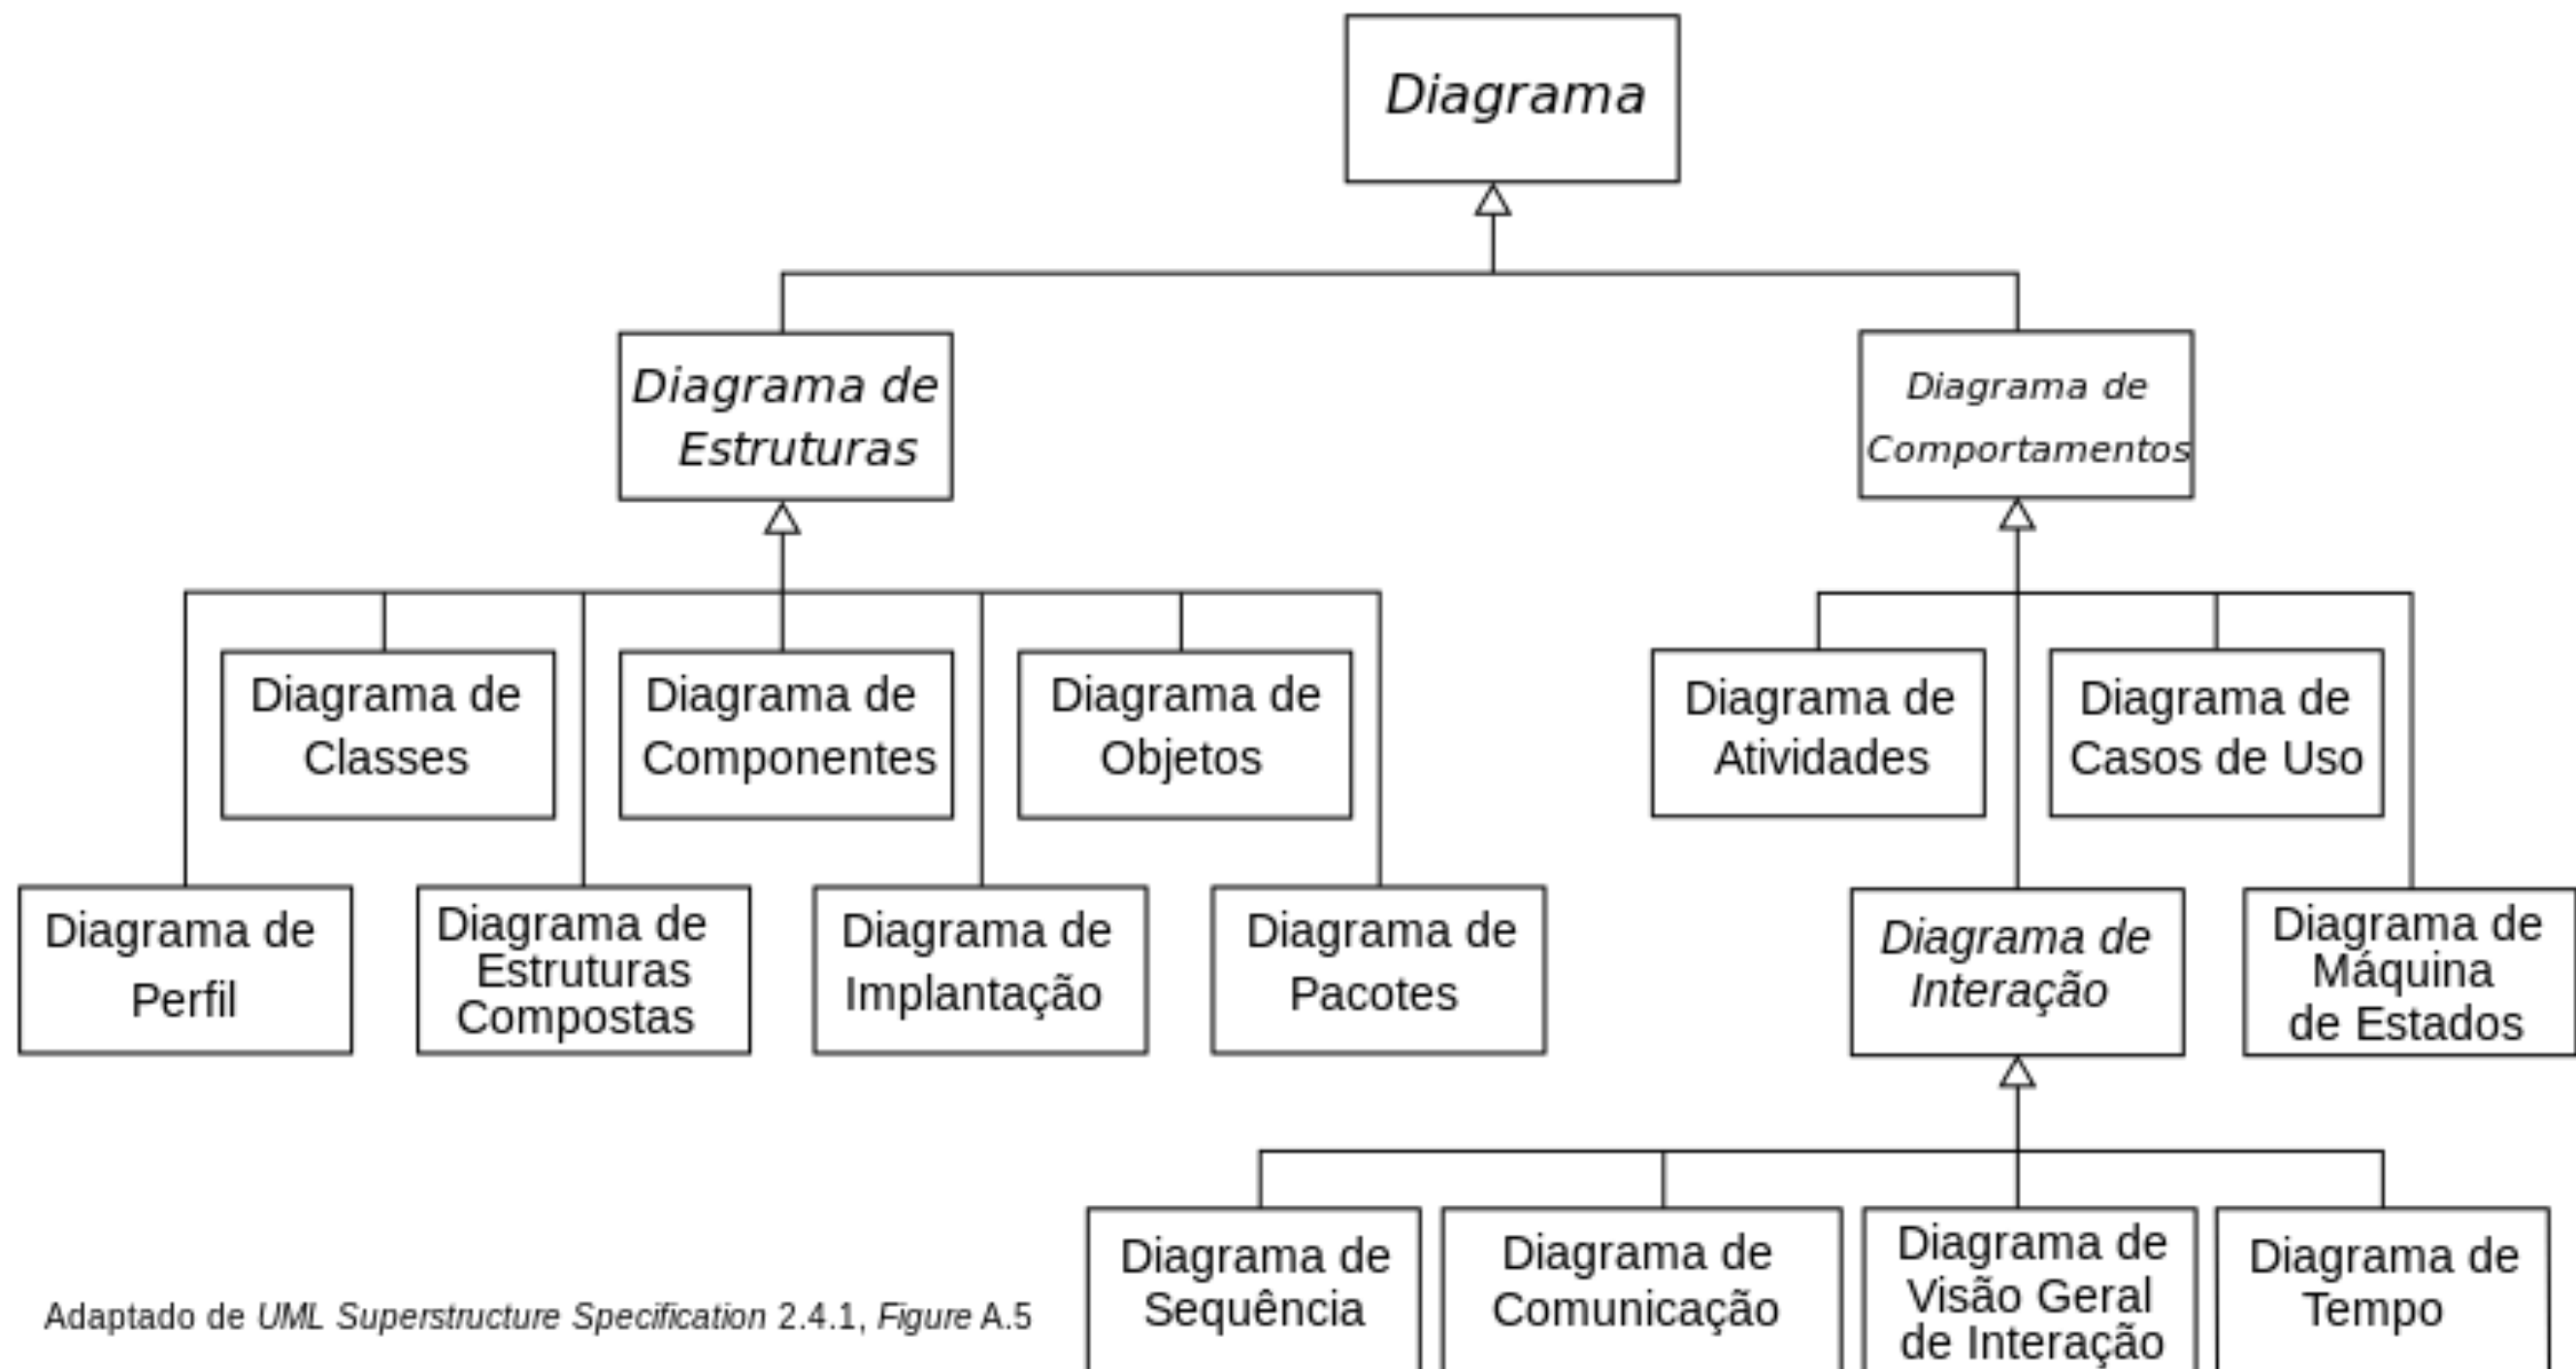 Diagrama
Diagrama de
Estruturas
Diagrama de
Comportamentos
Diagrama de
Classes
Diagrama de
Componentes
Diagrama de
Objetos
Diagrama de
Atividades
Diagrama de
Casos de Uso
Diagrama de
Perfil
Diagrama de
Estruturas
Compostas
Diagrama de
Implantação
Diagrama de
Pacotes
Diagrama de
Interação
Diagrama de
Máquina
de Estados
Diagrama de
Sequência
Diagrama de
Comunicação
Diagrama de
Visão Geral
de Interação
Diagrama de
Tempo
Adaptado de UML Superstructure Specification 2.4.1, Figure A.5